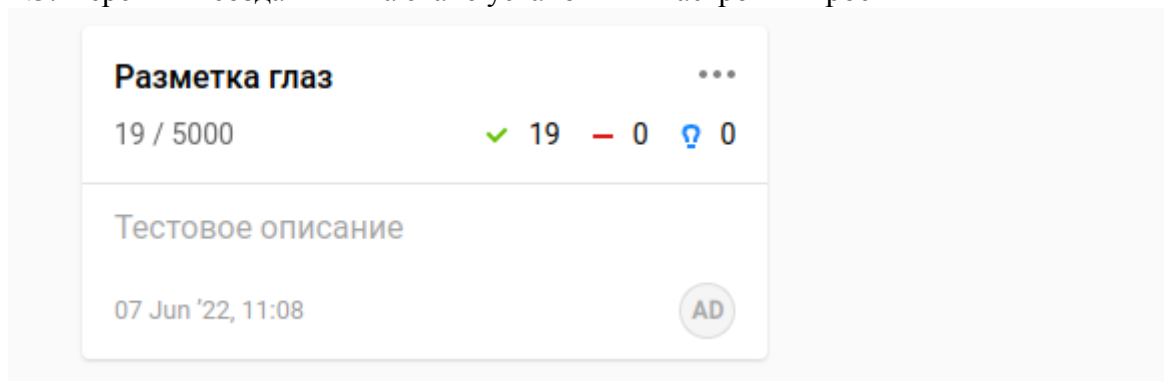 Разметка глаз
19 / 5000 19 0 0
Тестовое описание
07 Jun '22, 11:08 AD